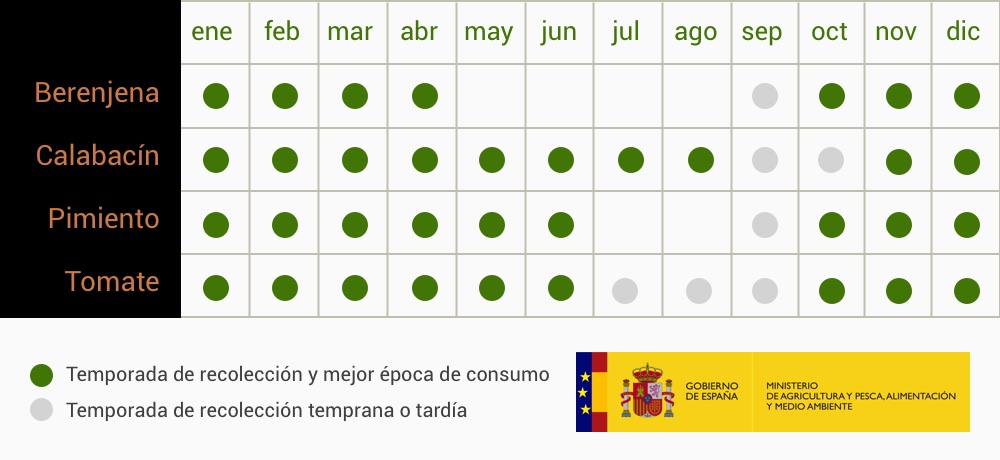 ene feb mar abr may jun jul ago sep oct nov dic
Berenjena
Calabacín
Pimiento
Tomate
Temporada de recolección y mejor época de consumo
Temporada de recolección temprana o tardía
GOBIERNO
DE ESPAÑA
MINISTERIO
DE AGRICULTURA Y PESCA, ALIMENTACIÓN
Y MEDIO AMBIENTE